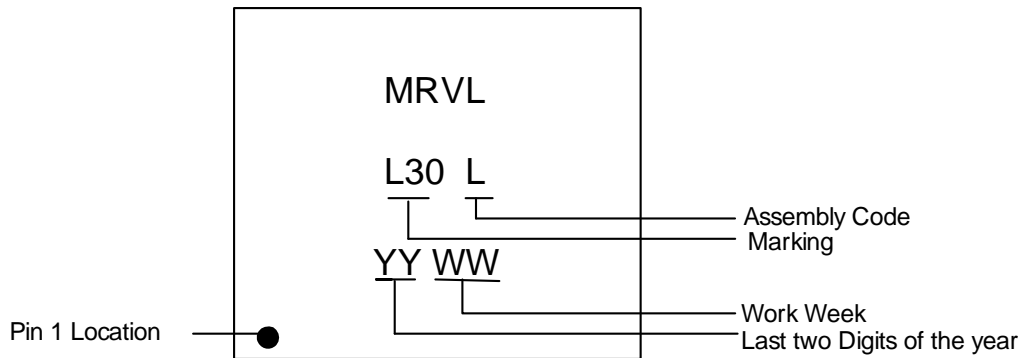 MRVL
L30 L
Assembly Code
Marking
YY WW
Work Week
Last two Digits of the year
Pin 1 Location